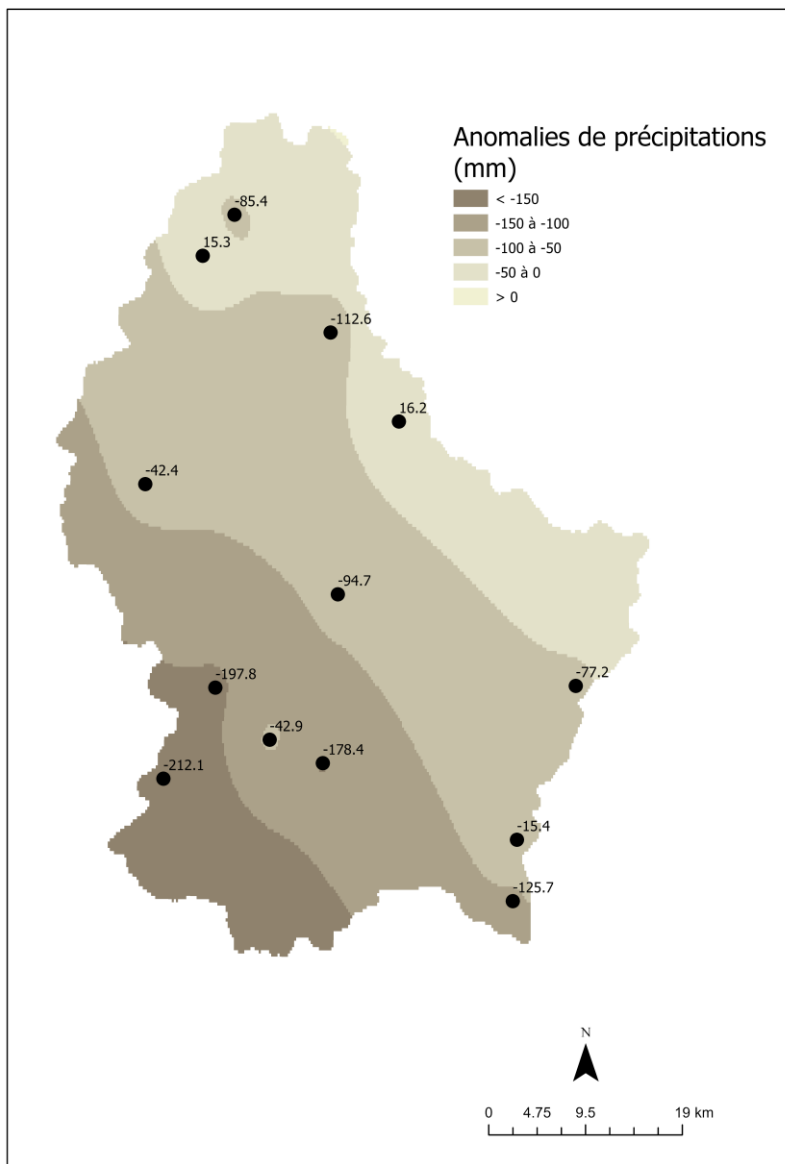 Anomalies de précipitations
(mm)
< -150
-150 à -100
-100 à -50
-50 à 0
> 0
-85.4
15.3
-112.6
16.2
-42.4
-94.7
-77.2
-197.8
-42.9
-178.4
-212.1
-15.4
-125.7
N
0 4.75 9.5 19 km